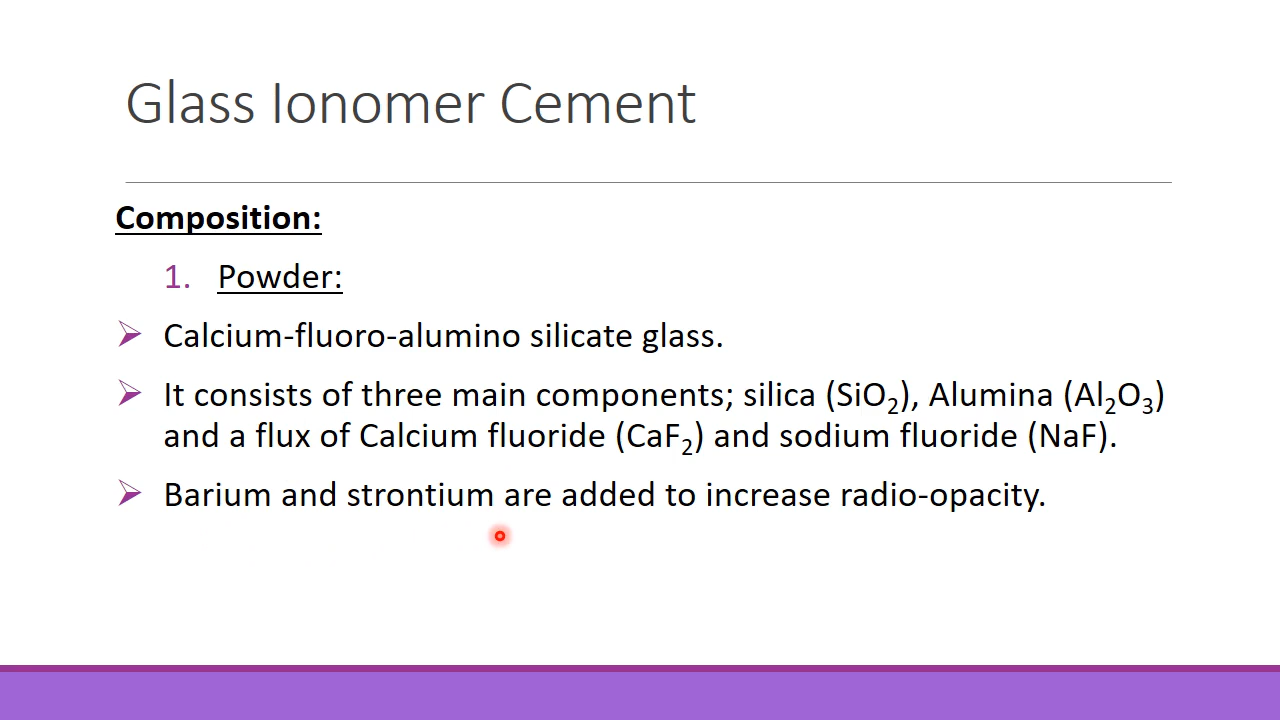 Glass Ionomer Cement
Composition:
1. Powder:
➢ Calcium-fluoro-alumino silicate glass.
➢ It consists of three main components; silica (SiO₂), Alumina (Al₂O₃)
and a flux of Calcium fluoride (CaF₂) and sodium fluoride (NaF).
➢ Barium and strontium are added to increase radio-opacity.